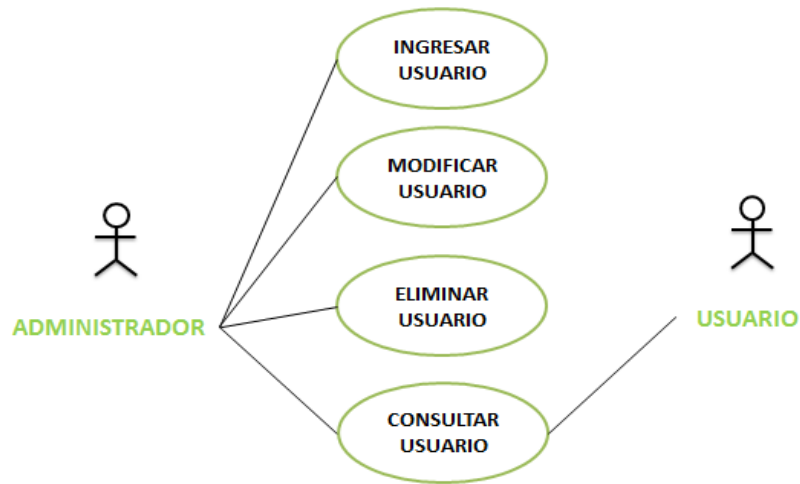 INGRESAR
USUARIO
MODIFICAR
USUARIO
ELIMINAR
USUARIO
ADMINISTRADOR
USUARIO
CONSULTAR
USUARIO